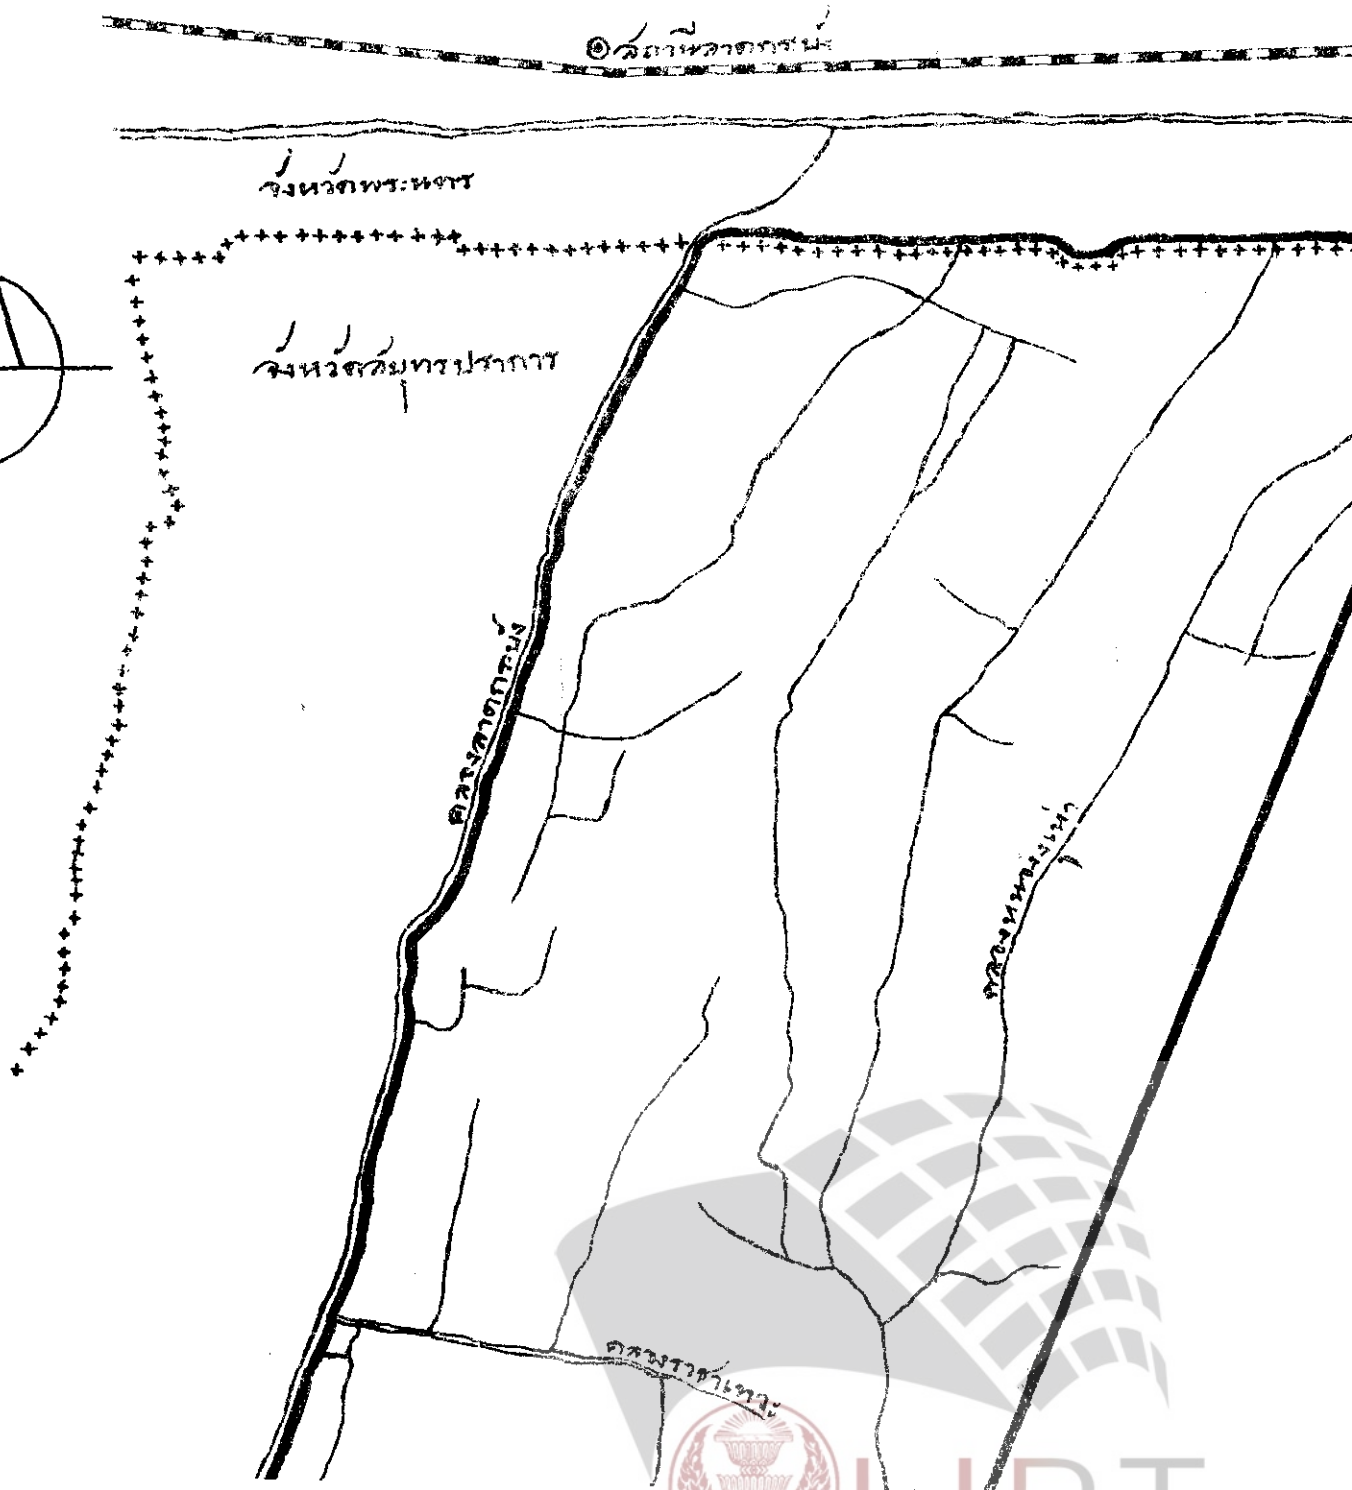 สถานีลาดกระบัง
จังหวัดพระนคร
จังหวัดสมุทรปราการ
คลองลาดกระบัง
คลองหนองงูเห่า
คลองราชาเทวะ